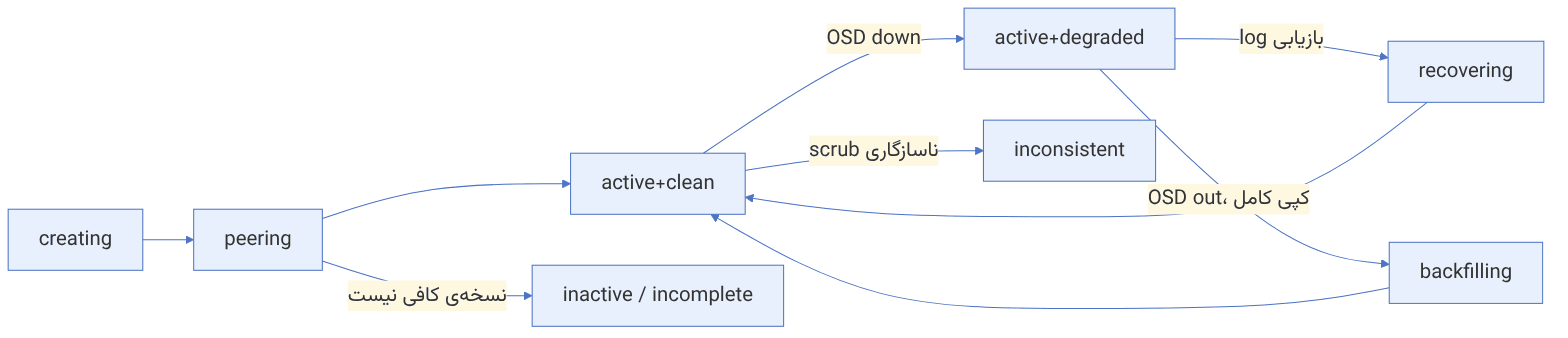 creating
peering
نسخه‌ی کافی نیست
active+clean
inactive / incomplete
OSD down
ناسازگاری scrub
active+degraded
inconsistent
بازیابی log
OSD out، کپی کامل
recovering
backfilling